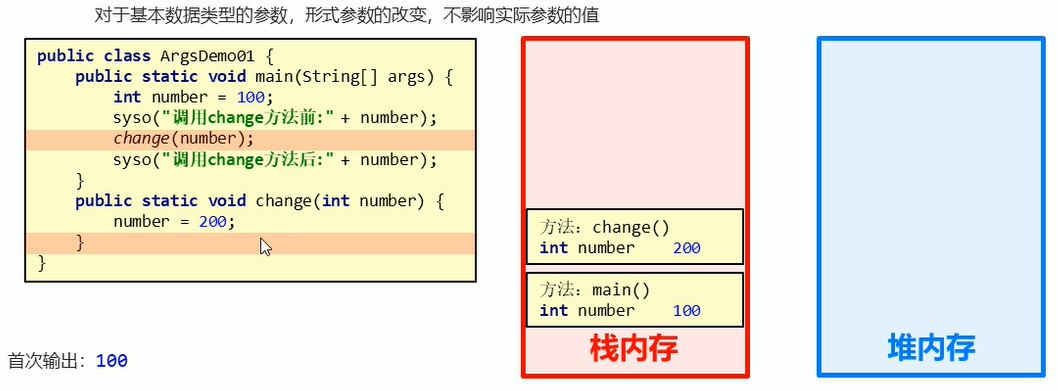 对于基本数据类型的参数，形式参数的改变，不影响实际参数的值
public class ArgsDemo01 {
    public static void main(String[] args) {
        int number = 100;
        syso("调用change方法前:" + number);
        change(number);
        syso("调用change方法后:" + number);
    }
    public static void change(int number) {
        number = 200;
    }
}
方法：change()
int number    200
方法：main()
int number    100
栈内存
堆内存
首次输出：100